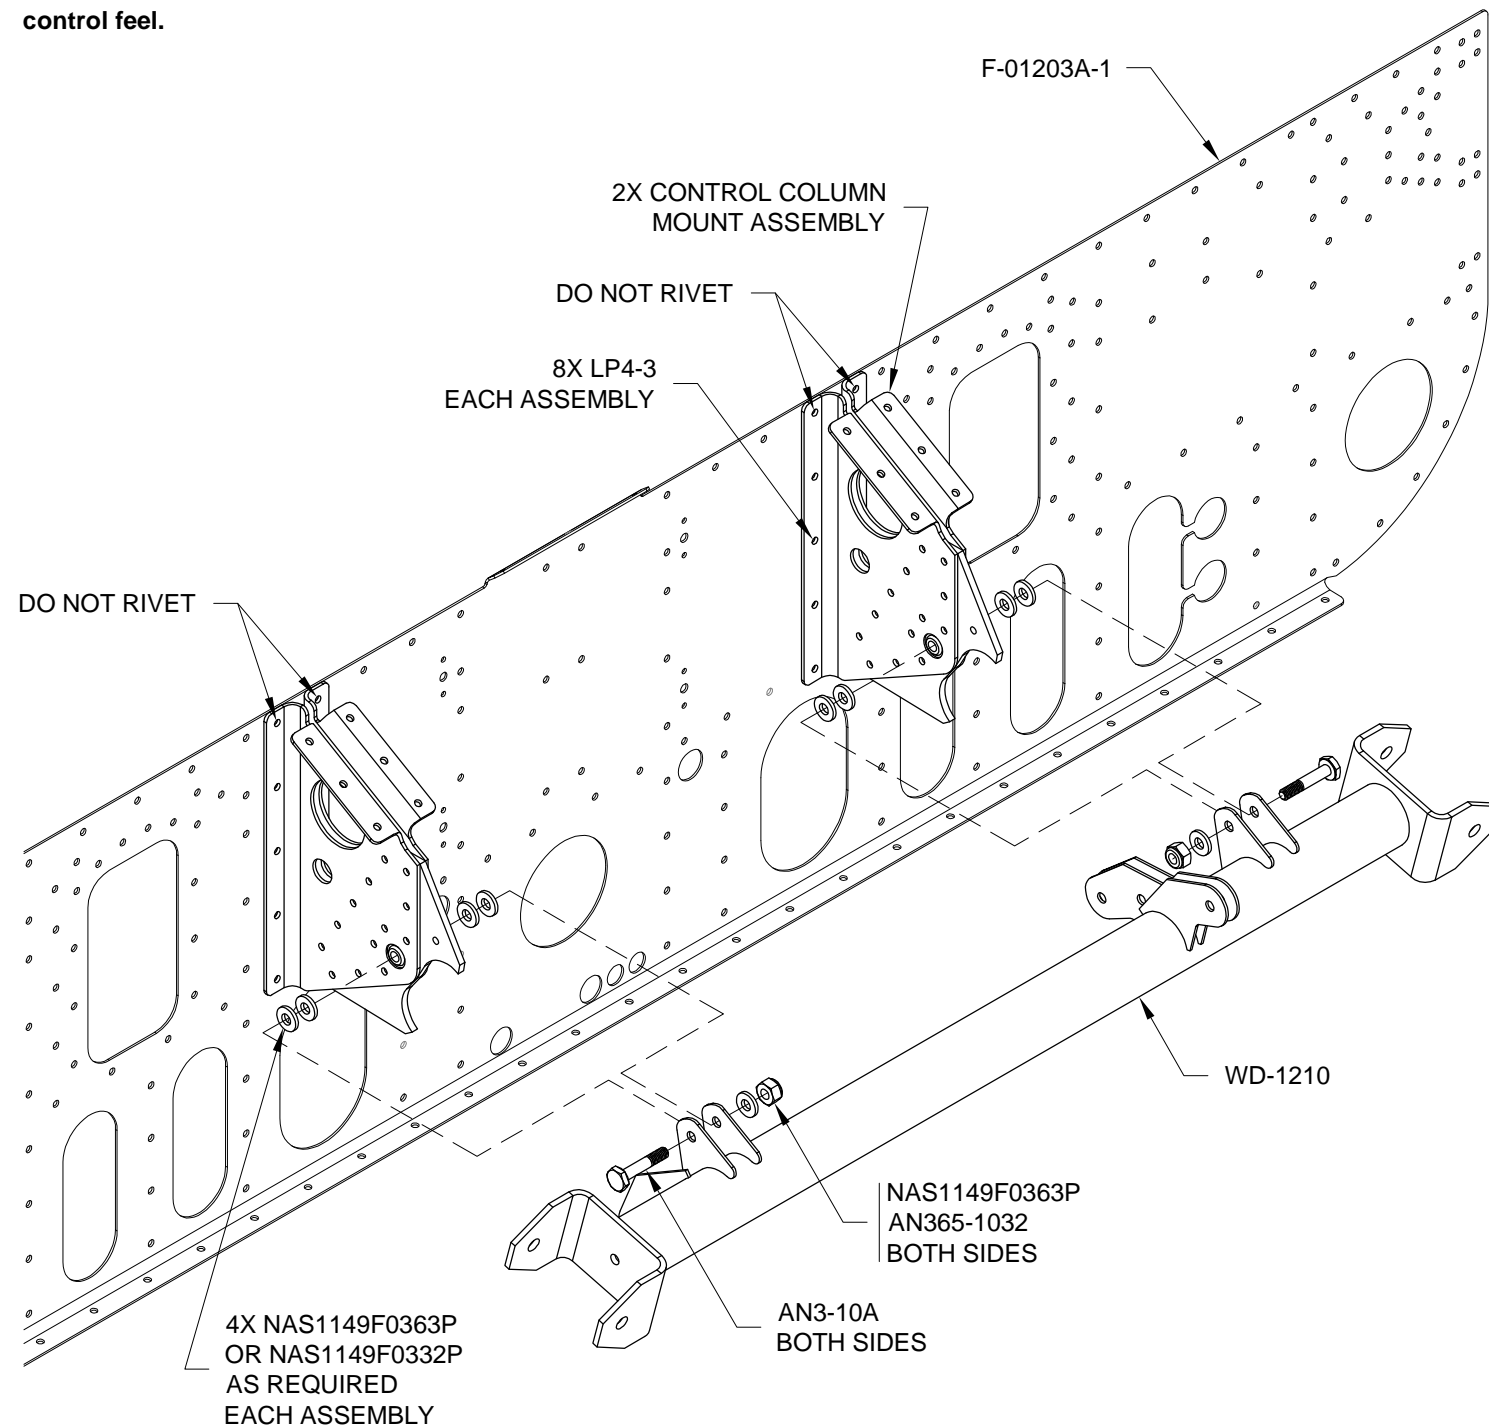 control feel.
F-01203A-1
2X CONTROL COLUMN
MOUNT ASSEMBLY
DO NOT RIVET
8X LP4-3
EACH ASSEMBLY
DO NOT RIVET
WD-1210
NAS1149F0363P
AN365-1032
BOTH SIDES
AN3-10A
BOTH SIDES
4X NAS1149F0363P
OR NAS1149F0332P
AS REQUIRED
EACH ASSEMBLY